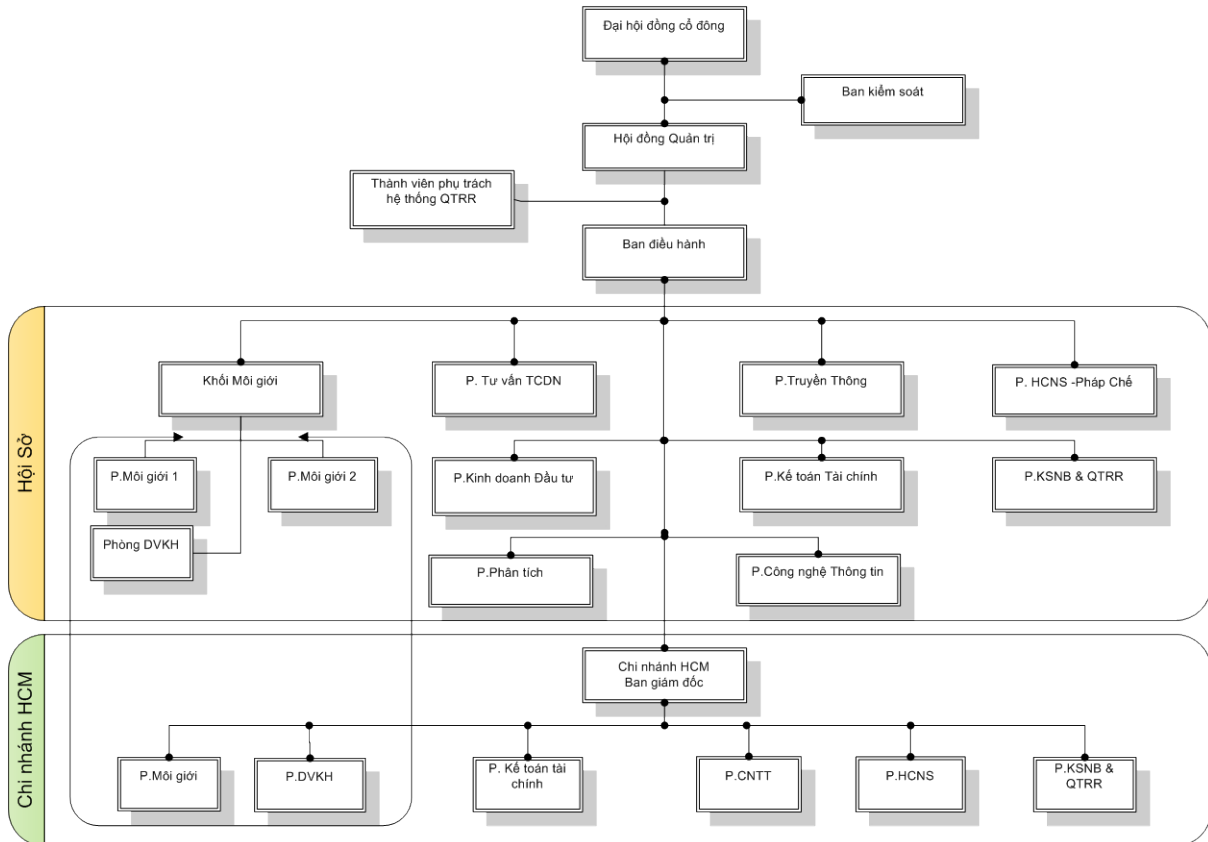 Đại hội đồng cổ đông
Ban kiểm soát
Hội đồng Quản trị
Thành viên phụ trách
hệ thống QTRR
Ban điều hành
Hội Sở
Khối Môi giới
P. Tư vấn TCDN
P.Truyền Thông
P. HCNS -Pháp Chế
P.Môi giới 1
P.Môi giới 2
P.Kinh doanh Đầu tư
P.Kế toán Tài chính
P.KSNB & QTRR
Phòng DVKH
P.Phân tích
P.Công nghệ Thông tin
Chi nhánh HCM
Chi nhánh HCM
Ban giám đốc
P.Môi giới
P.DVKH
P. Kế toán tài
chính
P.CNTT
P.HCNS
P.KSNB &
QTRR